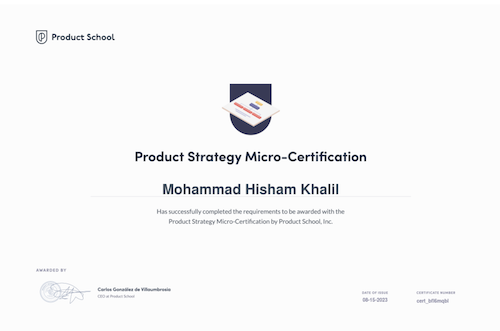 Product School
Product Strategy Micro-Certification
Mohammad Hisham Khalil
Has successfully completed the requirements to be awarded with the
Product Strategy Micro-Certification by Product School, Inc.
AWARDED BY
Carlos González de Villaumbrosia
CEO at Product School
DATE OF ISSUE
08-15-2023
CERTIFICATE NUMBER